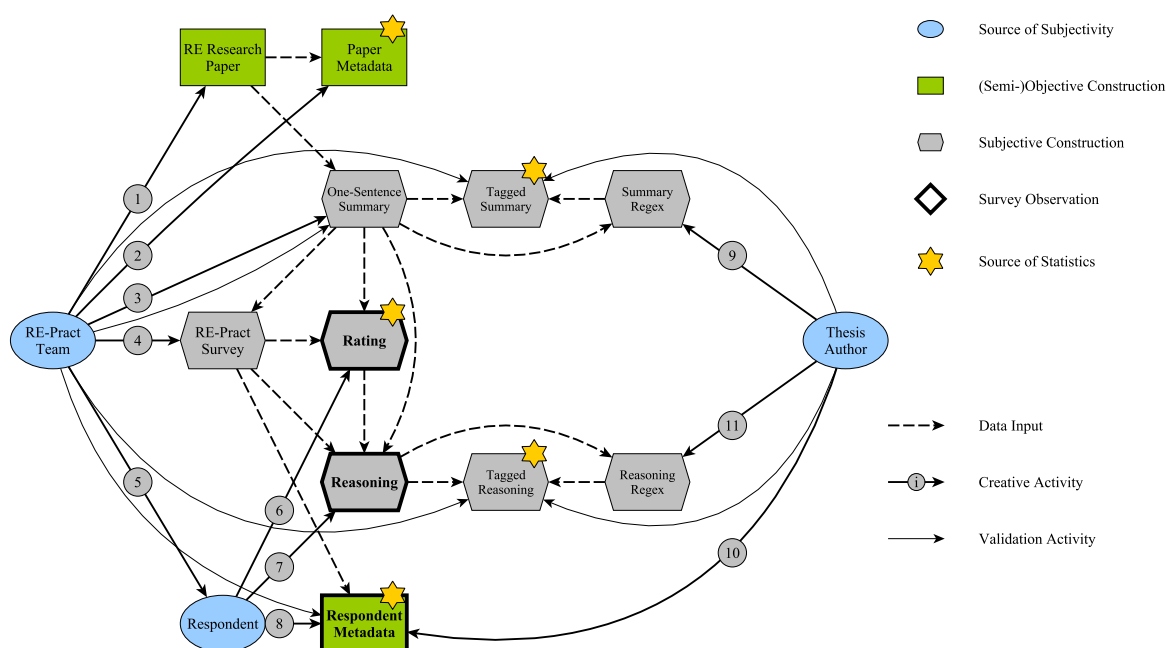 RE Research
Paper
Paper
Metadata
Source of Subjectivity
(Semi-)Objective Construction
Subjective Construction
Survey Observation
Source of Statistics
1
2
3
4
5
6
7
8
9
10
11
One-Sentence
Summary
Tagged
Summary
Summary
Regex
RE-Pract
Team
RE-Pract
Survey
Rating
Thesis
Author
Reasoning
Tagged
Reasoning
Reasoning
Regex
Respondent
Respondent
Metadata
Data Input
i
Creative Activity
Validation Activity